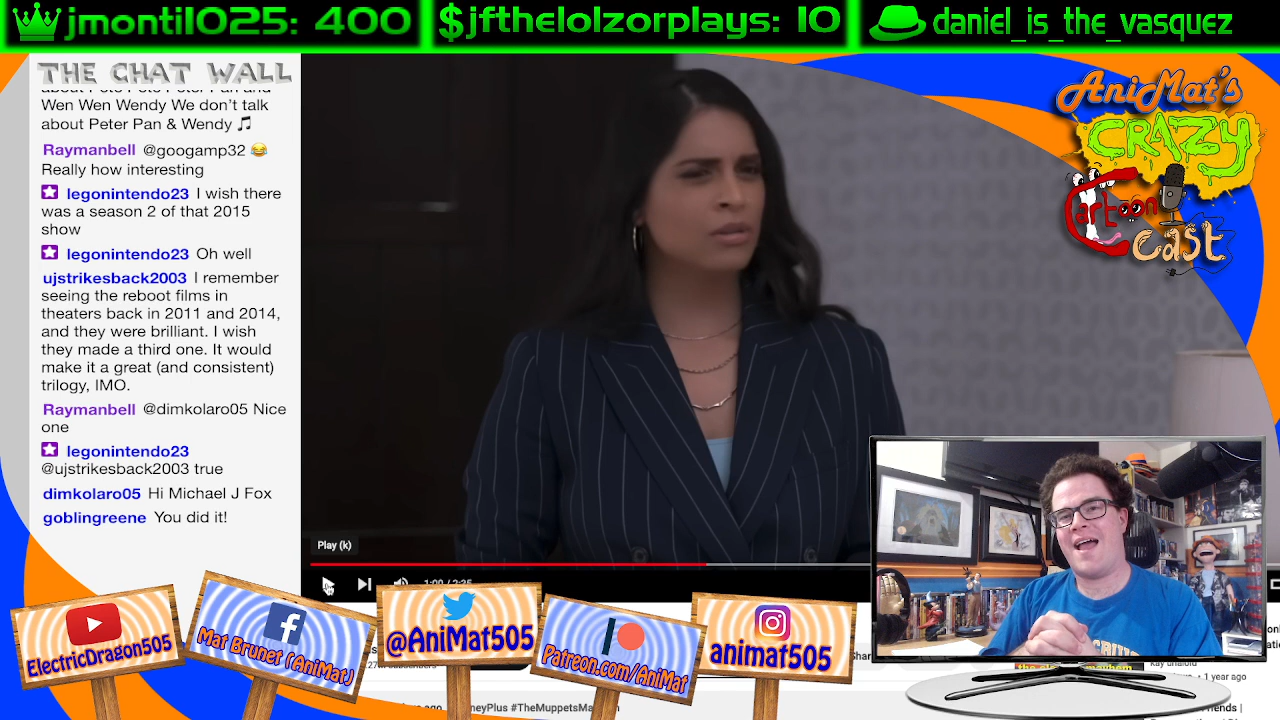 jmonti1025: 400
$jfthelolzorplays: 10
daniel_is_the_vasquez
THE CHAT WALL
Wen Wen Wendy We don't talk
about Peter Pan & Wendy 🎵
Raymanbell @googamp32 😂
Really how interesting
legonintendo23 I wish there
was a season 2 of that 2015
show
legonintendo23 Oh well
ujstrikesback2003 I remember
seeing the reboot films in
theaters back in 2011 and 2014,
and they were brilliant. I wish
they made a third one. It would
make it a great (and consistent)
trilogy, IMO.
Raymanbell @dimkolaro05 Nice
one
legonintendo23
@ujstrikesback2003 true
dimkolaro05 Hi Michael J Fox
goblingreene You did it!
AniMat's
CRAZY
Cartoon
Cast
Play (k)
ElectricDragon505
Mat Brunet (AniMat)
@AniMat505
Patreon.com/AniMat
animat505
1 year ago